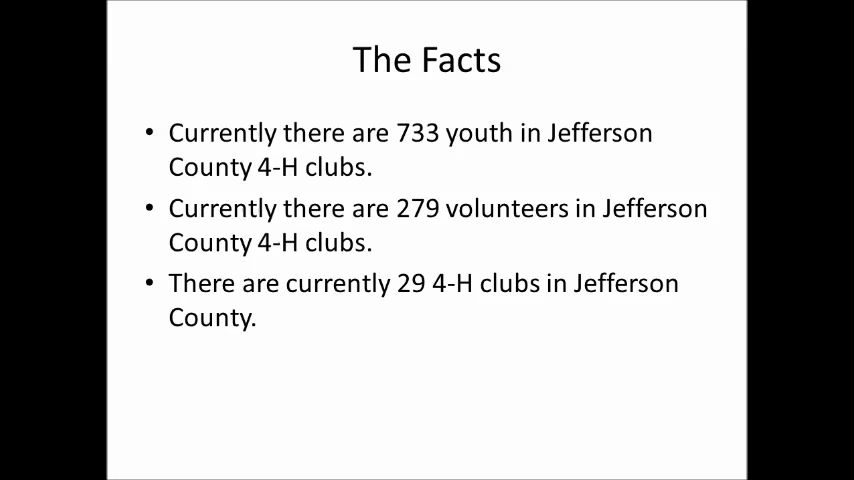 The Facts
• Currently there are 733 youth in Jefferson
County 4-H clubs.
• Currently there are 279 volunteers in Jefferson
County 4-H clubs.
• There are currently 29 4-H clubs in Jefferson
County.